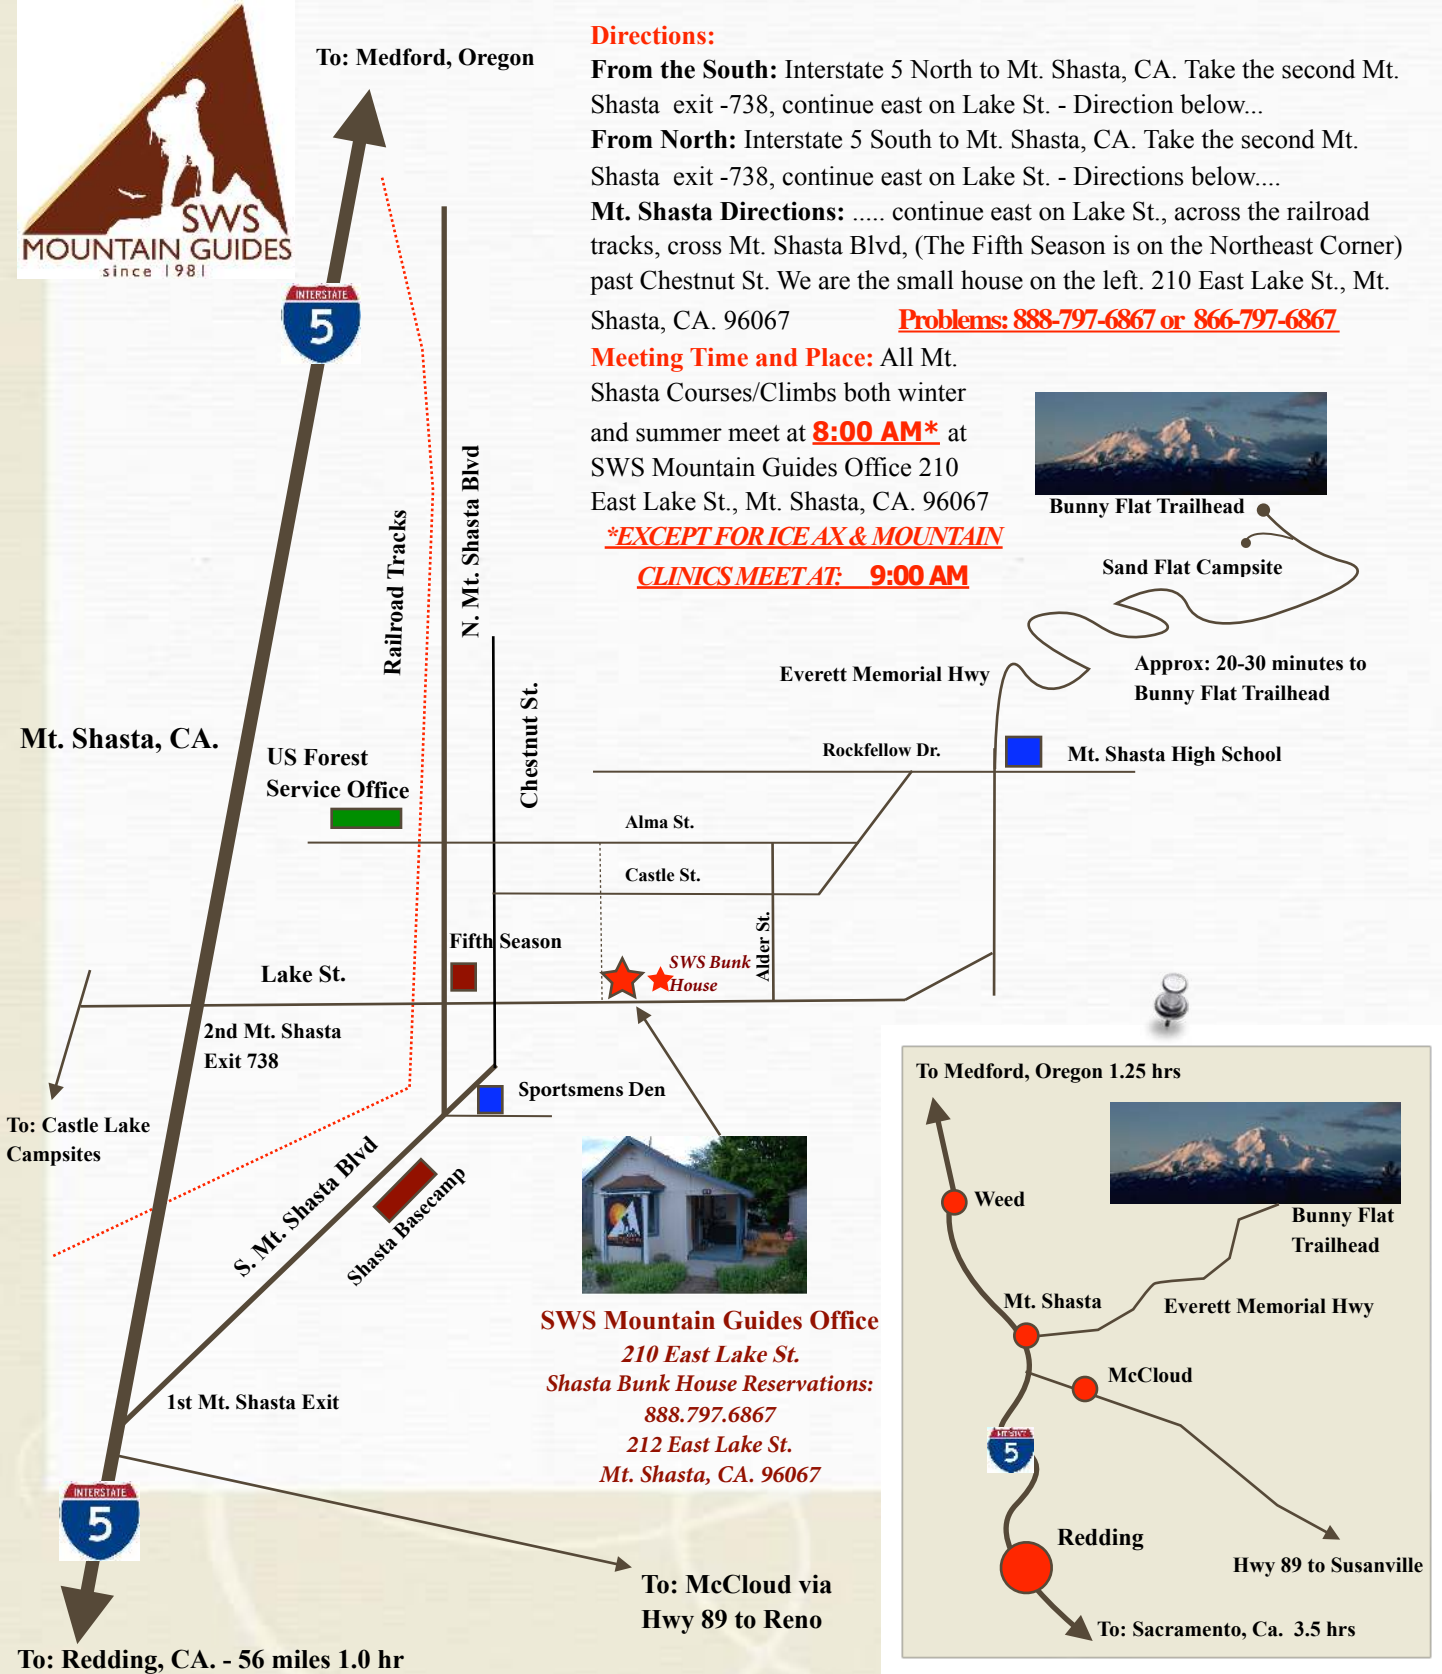 SWS
MOUNTAIN GUIDES
since 1981
To: Medford, Oregon
Directions:
From the South: Interstate 5 North to Mt. Shasta, CA. Take the second Mt.
Shasta exit -738, continue east on Lake St. - Direction below...
From North: Interstate 5 South to Mt. Shasta, CA. Take the second Mt.
Shasta exit -738, continue east on Lake St. - Directions below....
Mt. Shasta Directions: ..... continue east on Lake St., across the railroad
tracks, cross Mt. Shasta Blvd, (The Fifth Season is on the Northeast Corner)
past Chestnut St. We are the small house on the left. 210 East Lake St., Mt.
Shasta, CA. 96067 Problems: 888-797-6867 or 866-797-6867
Meeting Time and Place: All Mt.
Shasta Courses/Climbs both winter
and summer meet at 8:00 AM* at
SWS Mountain Guides Office 210
East Lake St., Mt. Shasta, CA. 96067
*EXCEPT FOR ICE AX & MOUNTAIN
CLINICS MEET AT: 9:00 AM
INTERSTATE
5
Railroad Tracks
N. Mt. Shasta Blvd
Chestnut St.
Bunny Flat Trailhead
Sand Flat Campsite
Everett Memorial Hwy
Approx: 20-30 minutes to
Bunny Flat Trailhead
Mt. Shasta, CA.
US Forest
Service Office
Rockfellow Dr.
Mt. Shasta High School
Alma St.
Castle St.
Alder St.
Fifth Season
SWS Bunk
House
Lake St.
2nd Mt. Shasta
Exit 738
To: Castle Lake
Campsites
Sportsmens Den
S. Mt. Shasta Blvd
Shasta Basecamp
SWS Mountain Guides Office
210 East Lake St.
Shasta Bunk House Reservations:
888.797.6867
212 East Lake St.
Mt. Shasta, CA. 96067
1st Mt. Shasta Exit
INTERSTATE
5
To: McCloud via
Hwy 89 to Reno
To: Redding, CA. - 56 miles 1.0 hr
To Medford, Oregon 1.25 hrs
Weed
Bunny Flat
Trailhead
Mt. Shasta
Everett Memorial Hwy
McCloud
5
Redding
Hwy 89 to Susanville
To: Sacramento, Ca. 3.5 hrs